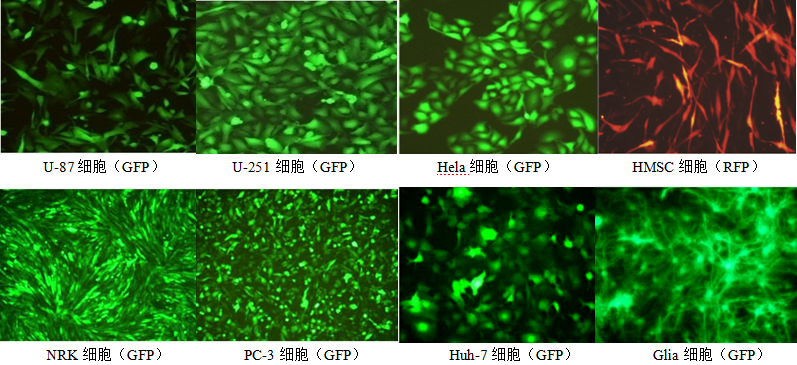 U-87 细胞（GFP）
U-251 细胞（GFP）
Hela 细胞（GFP）
HMSC 细胞（RFP）
NRK 细胞（GFP）
PC-3 细胞（GFP）
Huh-7 细胞（GFP）
Glia 细胞（GFP）